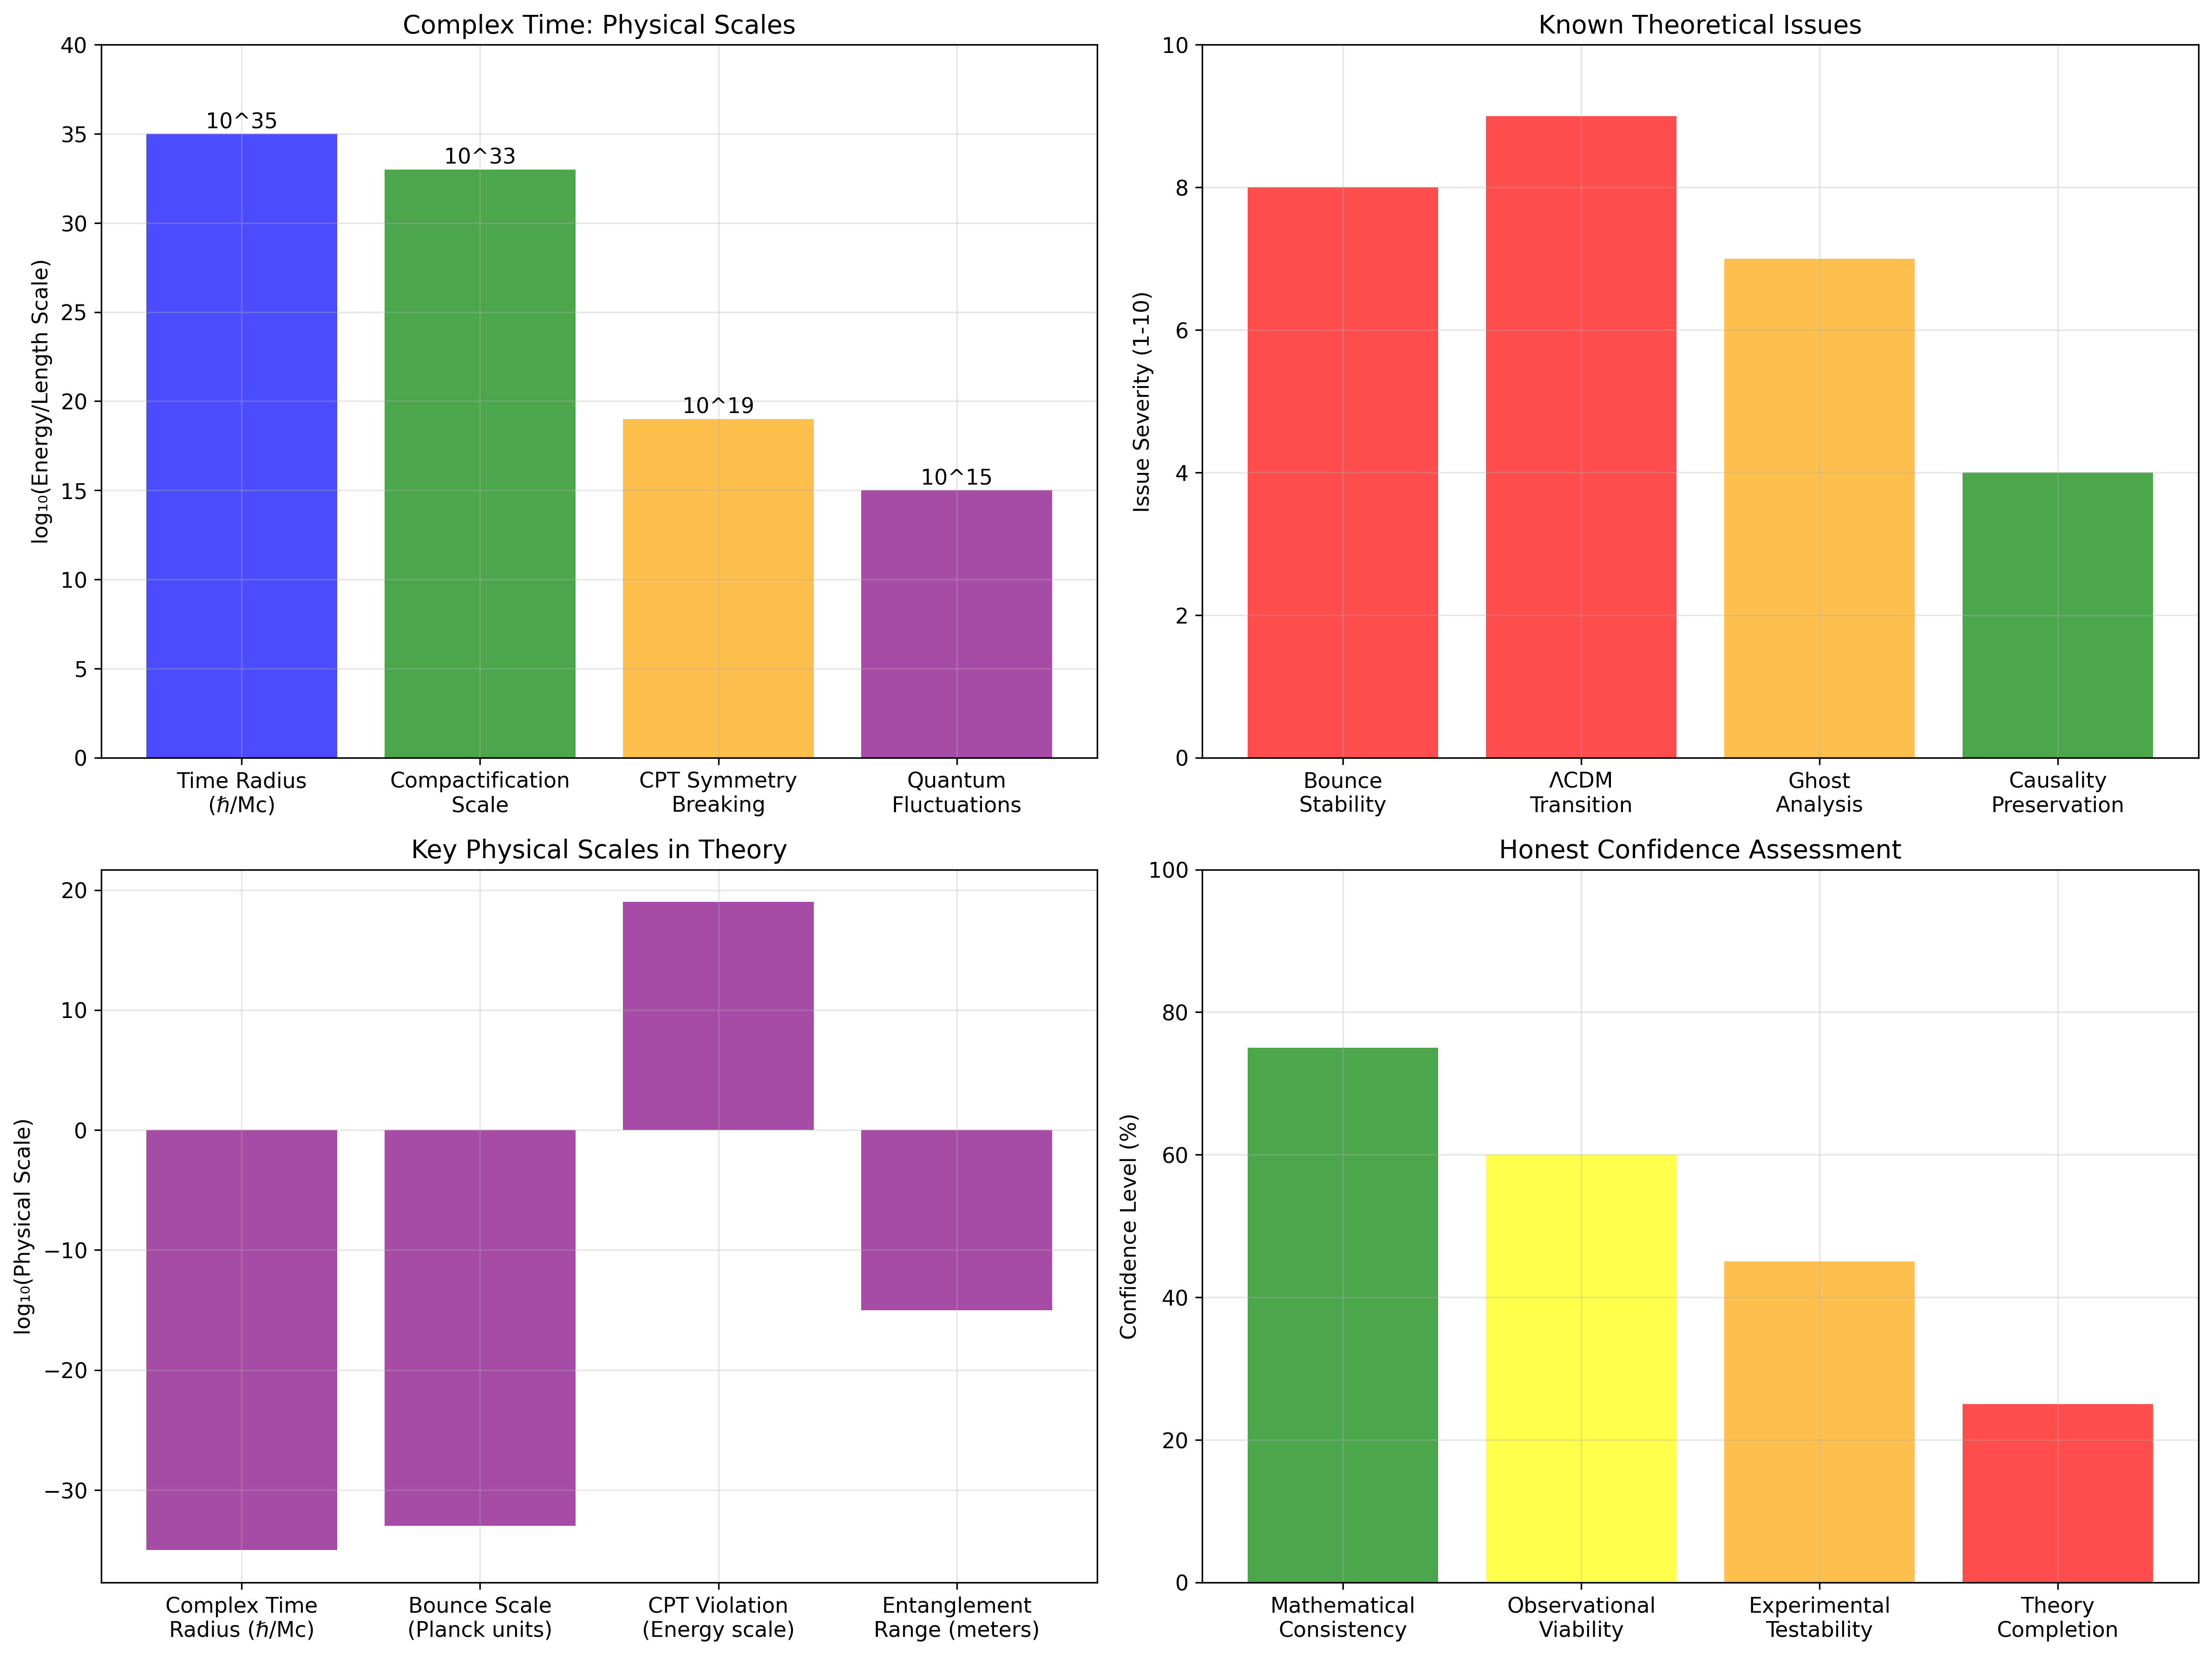 Complex Time: Physical Scales
log₁₀(Energy/Length Scale)
40
35
30
25
20
15
10
5
0
10^35
10^33
10^19
10^15
Time Radius
(ℏ/Mc)
Compactification
Scale
CPT Symmetry
Breaking
Quantum
Fluctuations
Known Theoretical Issues
Issue Severity (1-10)
10
8
6
4
2
0
Bounce
Stability
ΛCDM
Transition
Ghost
Analysis
Causality
Preservation
Key Physical Scales in Theory
log₁₀(Physical Scale)
20
10
0
−10
−20
−30
Complex Time
Radius (ℏ/Mc)
Bounce Scale
(Planck units)
CPT Violation
(Energy scale)
Entanglement
Range (meters)
Honest Confidence Assessment
Confidence Level (%)
100
80
60
40
20
0
Mathematical
Consistency
Observational
Viability
Experimental
Testability
Theory
Completion